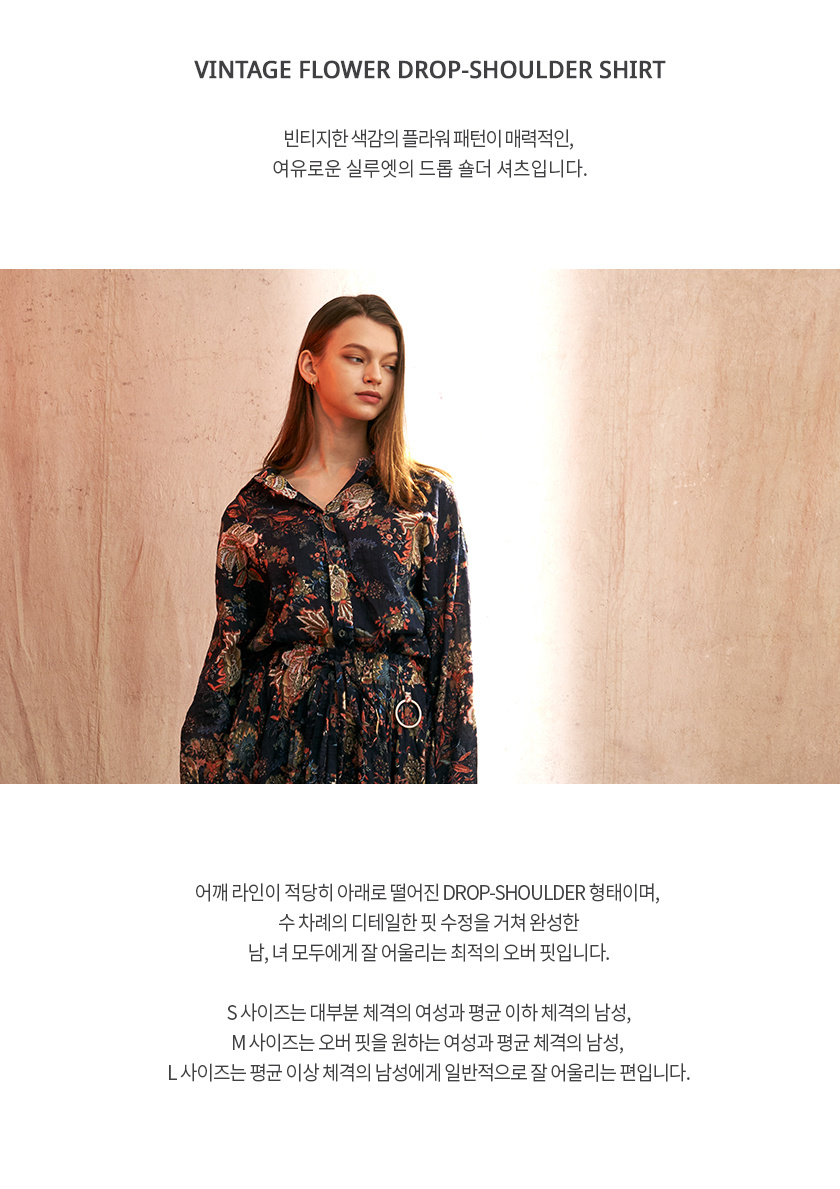 VINTAGE FLOWER DROP-SHOULDER SHIRT
빈티지한 색감의 플라워 패턴이 매력적인,
여유로운 실루엣의 드롭 숄더 셔츠입니다.
어깨 라인이 적당히 아래로 떨어진 DROP-SHOULDER 형태이며,
수 차례의 디테일한 핏 수정을 거쳐 완성한
남, 녀 모두에게 잘 어울리는 최적의 오버 핏입니다.
S 사이즈는 대부분 체격의 여성과 평균 이하 체격의 남성,
M 사이즈는 오버 핏을 원하는 여성과 평균 체격의 남성,
L 사이즈는 평균 이상 체격의 남성에게 일반적으로 잘 어울리는 편입니다.